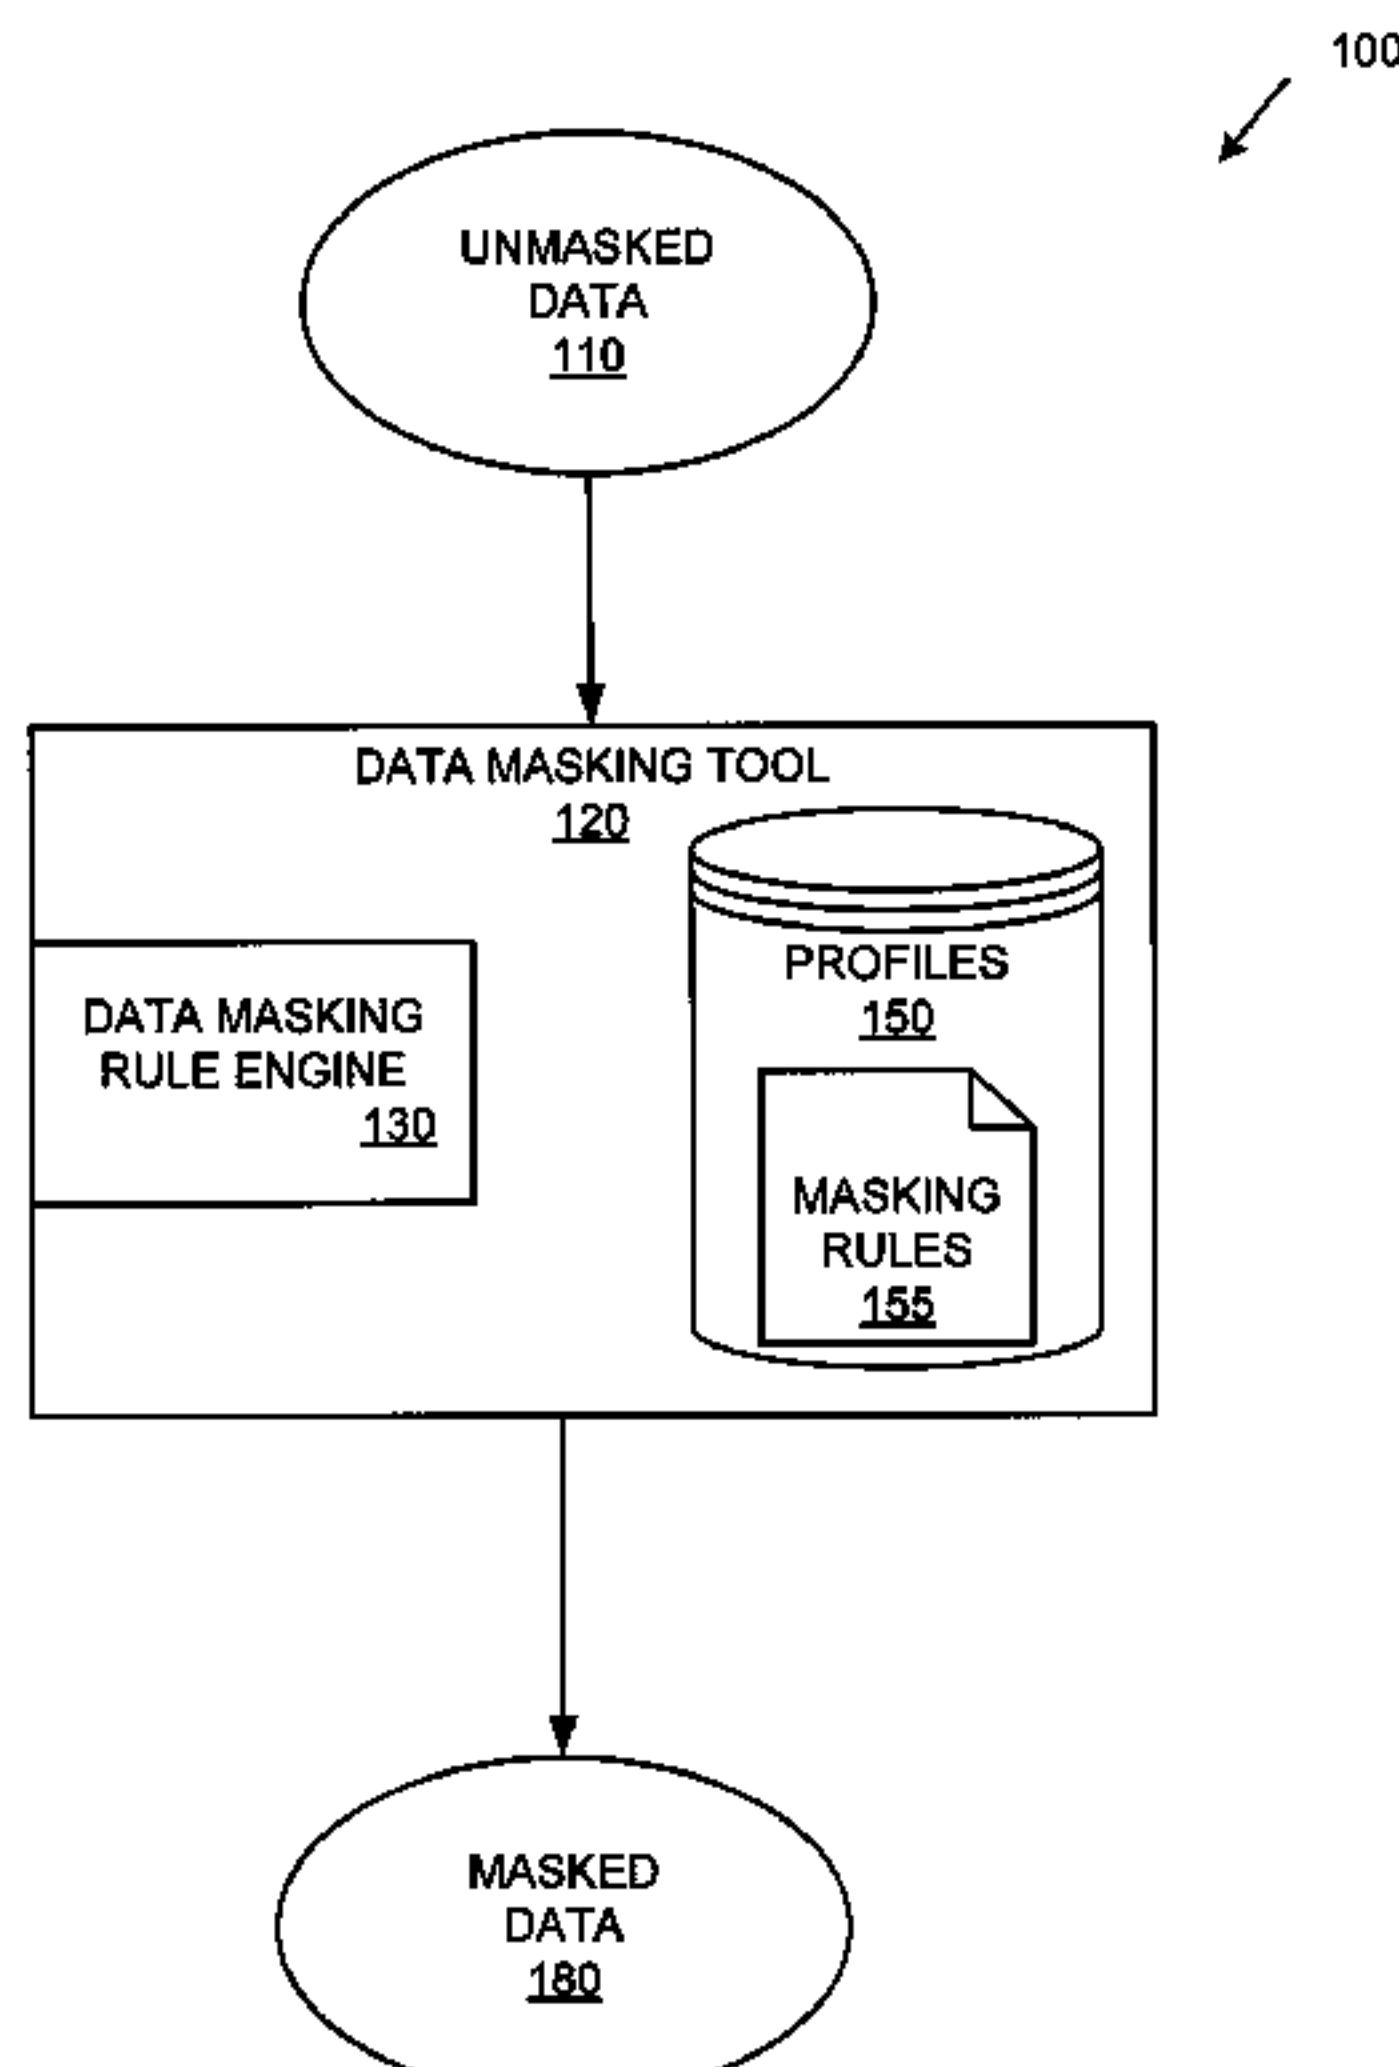 100
UNMASKED
DATA
110
DATA MASKING TOOL
120
PROFILES
150
DATA MASKING
RULE ENGINE
130
MASKING
RULES
155
MASKED
DATA
180